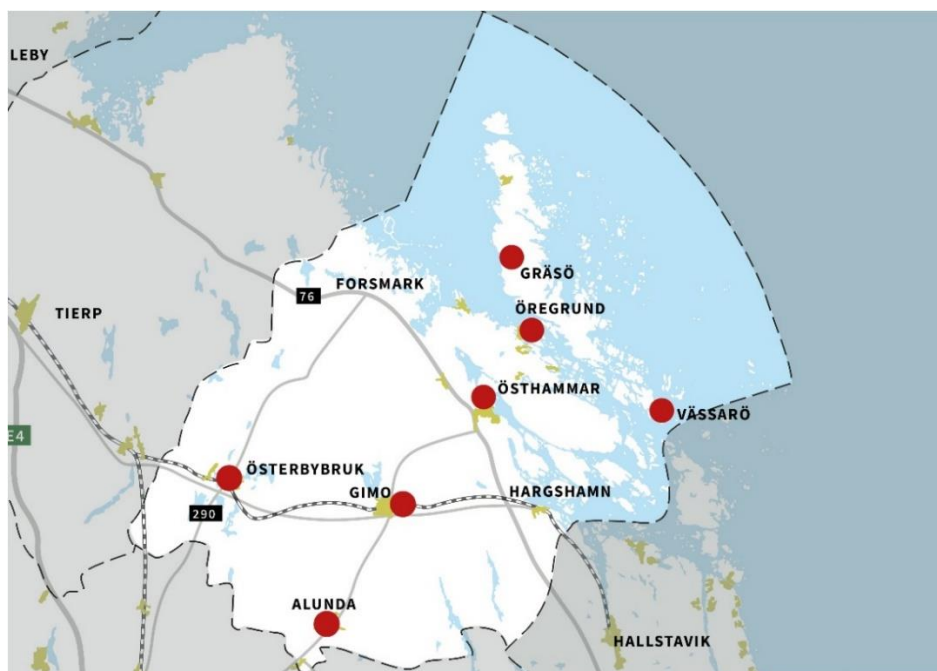 LEBY
GRÄSÖ
FORSMARK
76
ÖREGRUND
TIERP
ÖSTHAMMAR
VÄSSARÖ
E4
ÖSTERBYBRUK
GIMO
HARGSHAMN
290
ALUNDA
HALLSTAVIK